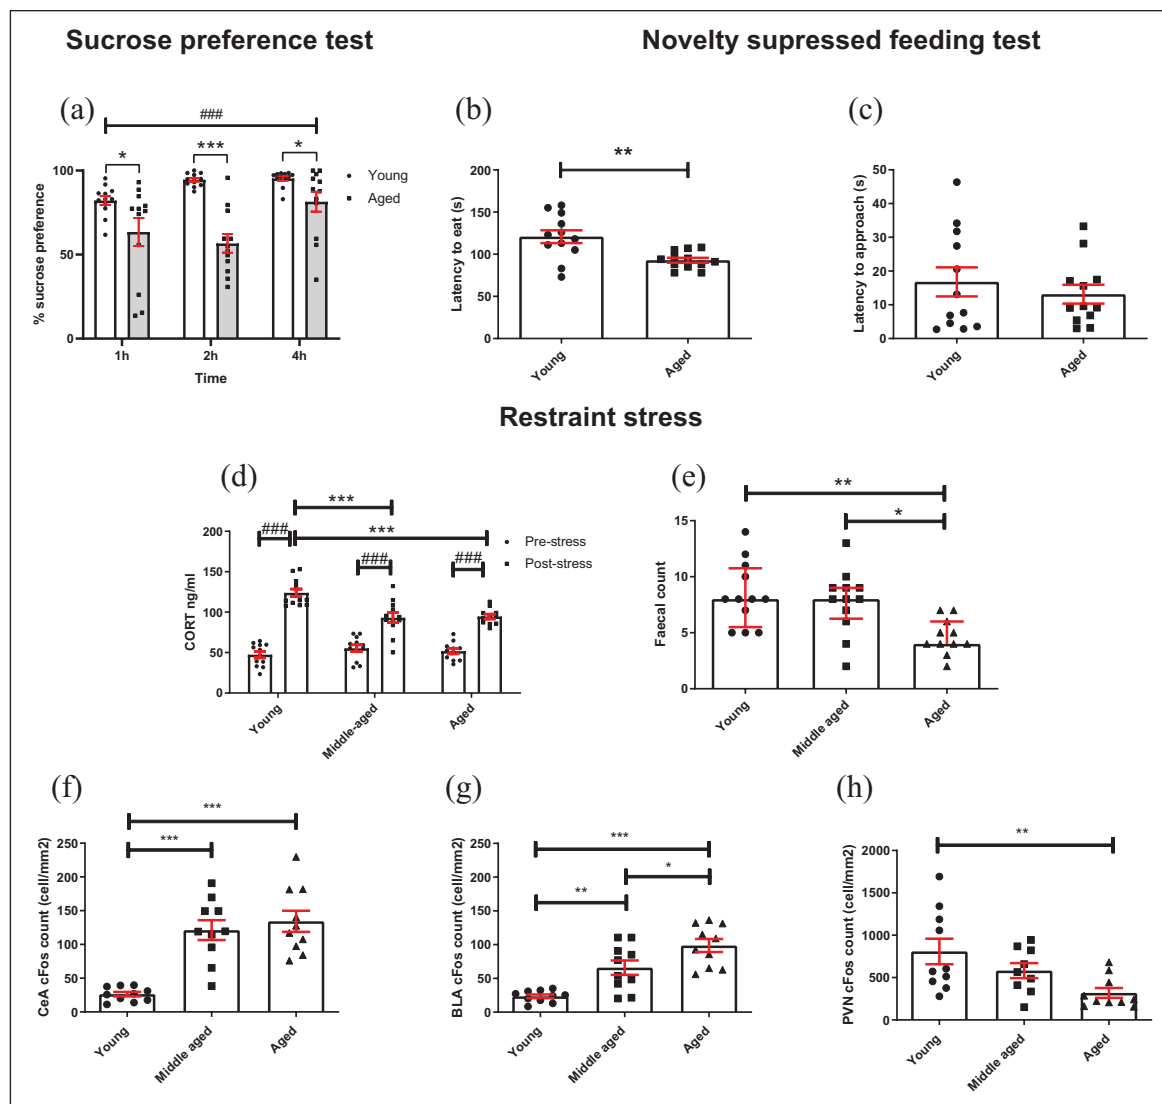 Sucrose preference test
Novelty supressed feeding test
(a)
###
*
***
*
100
50
0
% sucrose preference
1h
2h
4h
Time
Young
Aged
(b)
**
200
150
100
50
0
Latency to eat (s)
Young
Aged
(c)
50
40
30
20
10
0
Latency to approach (s)
Young
Aged
Restraint stress
(d)
***
###
***
###
###
200
150
100
50
0
CORT ng/ml
Young
Middle-aged
Aged
Pre-stress
Post-stress
(e)
**
*
15
10
5
0
Faecal count
Young
Middle aged
Aged
(f)
***
***
250
200
150
100
50
0
CeA cFos count (cell/mm2)
Young
Middle aged
Aged
(g)
***
*
**
250
200
150
100
50
0
BLA cFos count (cell/mm2)
Young
Middle aged
Aged
(h)
**
2000
1500
1000
500
0
PVN cFos count (cell/mm2)
Young
Middle aged
Aged